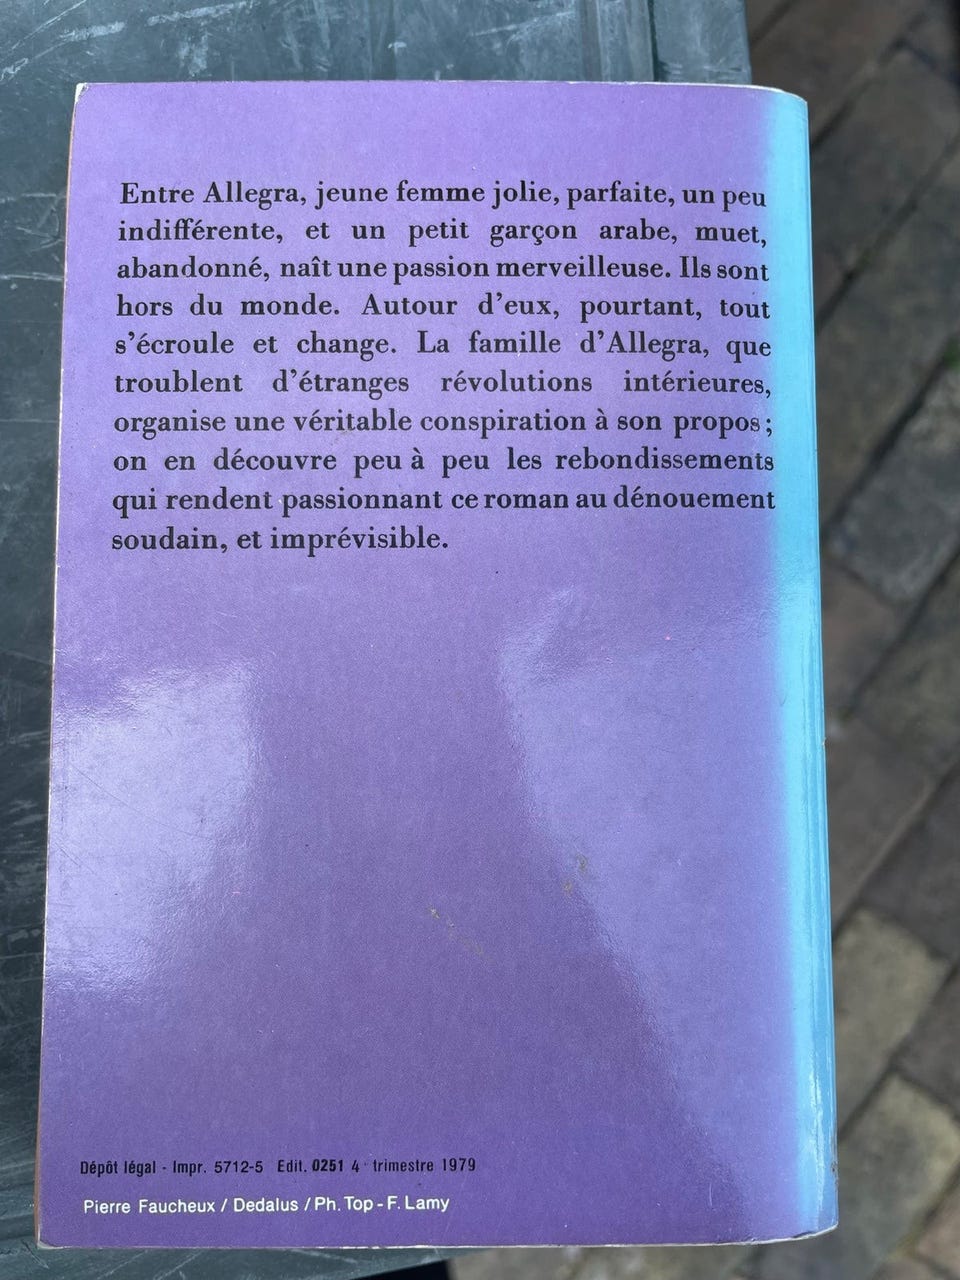 Entre Allegra, jeune femme jolie, parfaite, un peu
indifférente, et un petit garçon arabe, muet,
abandonné, naît une passion merveilleuse. Ils sont
hors du monde. Autour d'eux, pourtant, tout
s'écroule et change. La famille d'Allegra, que
troublent d'étranges révolutions intérieures,
organise une véritable conspiration à son propos ;
on en découvre peu à peu les rebondissements
qui rendent passionnant ce roman au dénouement
soudain, et imprévisible.
Dépôt légal - Impr. 5712-5 Edit. 0251 4 trimestre 1979
Pierre Faucheux / Dedalus / Ph. Top - F. Lamy